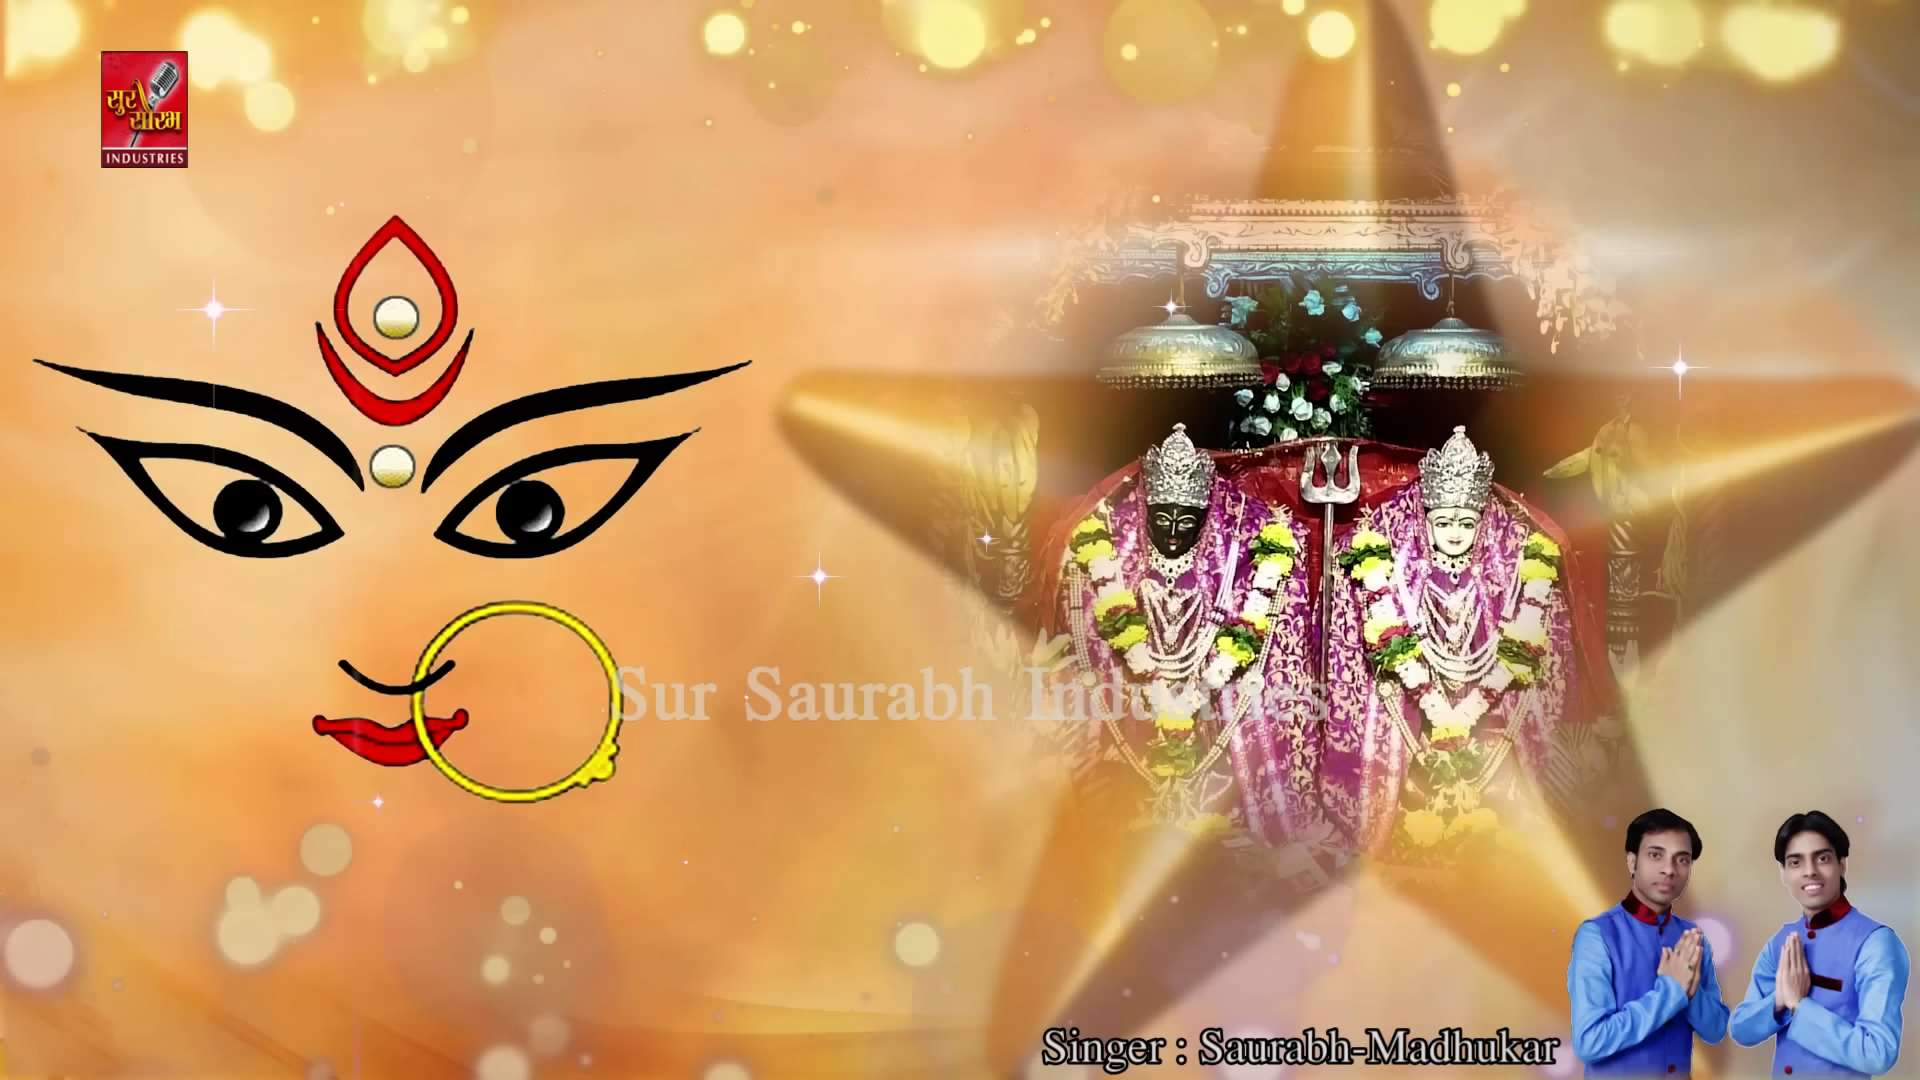 सुर
सौरभ
INDUSTRIES
Sur Saurabh Industries
Singer : Saurabh-Madhukar